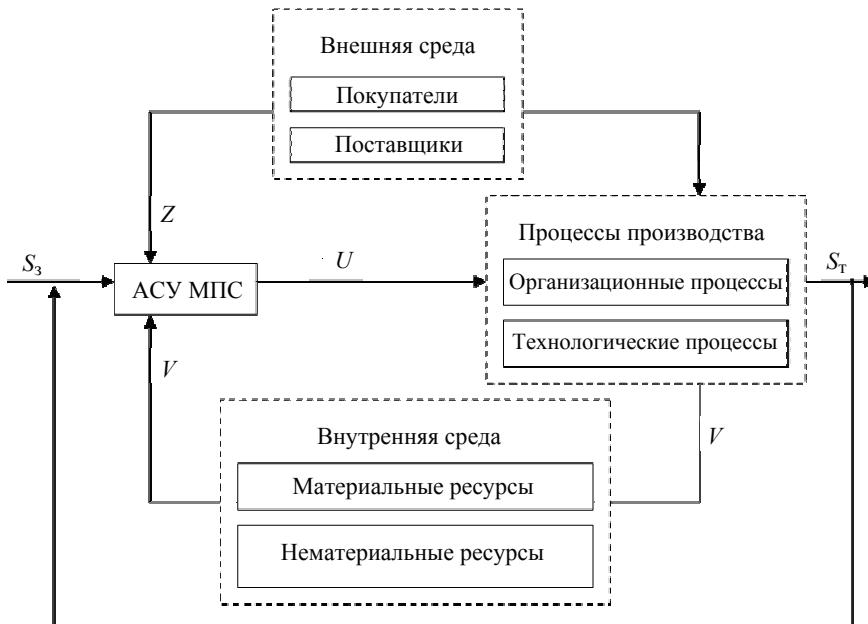 Внешняя среда
Покупатели
Поставщики
Z
Процессы производства
Sз
U
Sт
АСУ МПС
Организационные процессы
Технологические процессы
V
V
Внутренняя среда
Материальные ресурсы
Нематериальные ресурсы